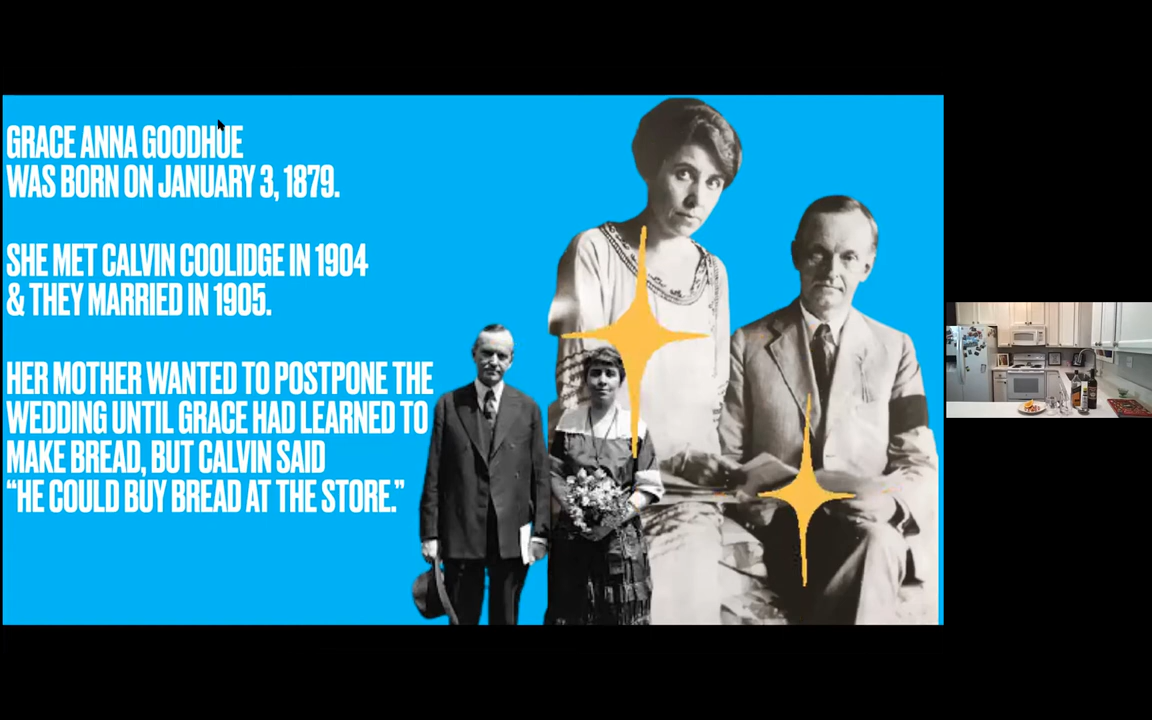 GRACE ANNA GOODHUE
WAS BORN ON JANUARY 3, 1879.
SHE MET CALVIN COOLIDGE IN 1904
& THEY MARRIED IN 1905.
HER MOTHER WANTED TO POSTPONE THE
WEDDING UNTIL GRACE HAD LEARNED TO
MAKE BREAD, BUT CALVIN SAID
“HE COULD BUY BREAD AT THE STORE.”